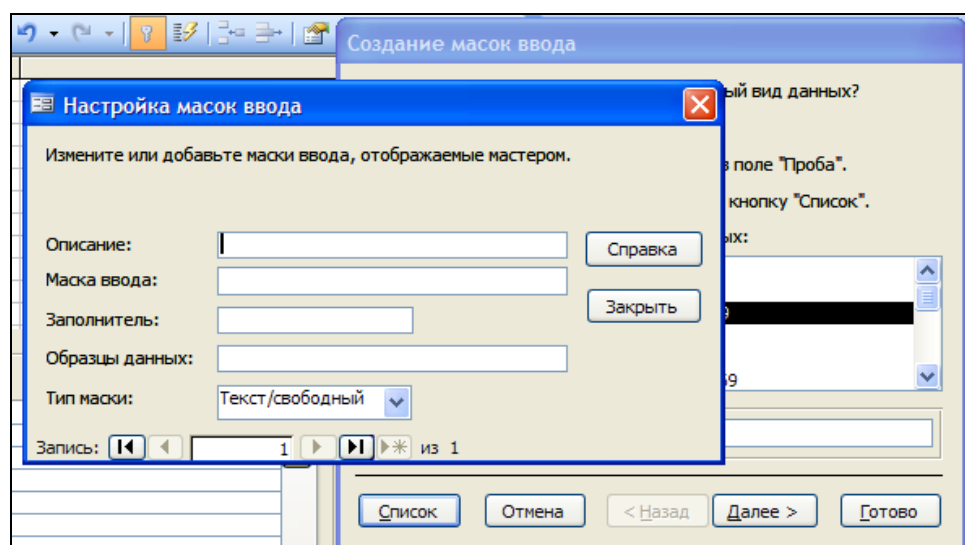 Создание масок ввода
ый вид данных?
в поле "Проба".
кнопку "Список".
ых:
Настройка масок ввода
Измените или добавьте маски ввода, отображаемые мастером.
Описание:
Справка
Маска ввода:
Закрыть
Заполнитель:
Образцы данных:
Тип маски: Текст/свободный
59
Запись: 1 из 1
Список Отмена < Назад Далее > Готово